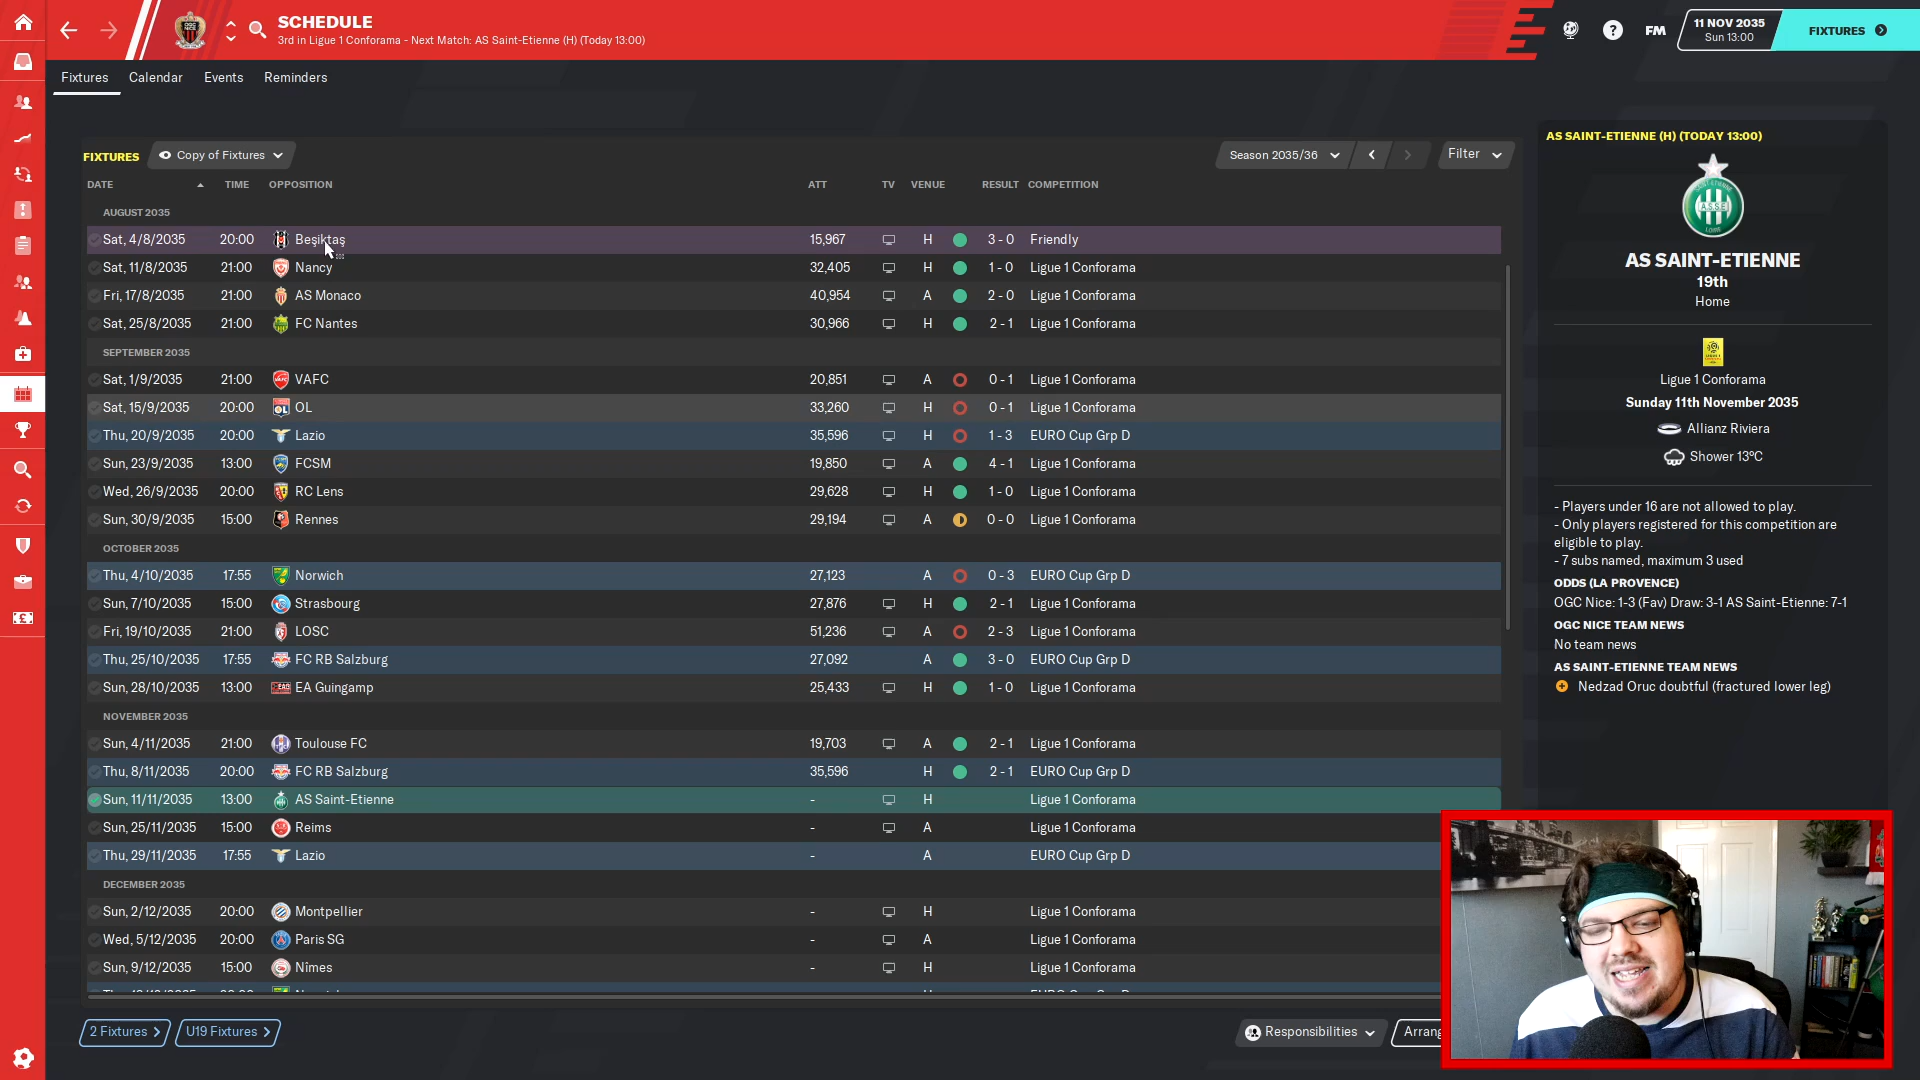 SCHEDULE
3rd in Ligue 1 Conforama - Next Match: AS Saint-Etienne (H) (Today 13:00)
FM
11 NOV 2035
Sun 13:00
FIXTURES
Fixtures Calendar Events Reminders
FIXTURES Copy of Fixtures Season 2035/36 Filter
DATE TIME OPPOSITION ATT TV VENUE RESULT COMPETITION
AUGUST 2035
Sat, 4/8/2035 20:00 Beşiktaş 15,967 H 3 - 0 Friendly
Sat, 11/8/2035 21:00 Nancy 32,405 H 1 - 0 Ligue 1 Conforama
Fri, 17/8/2035 21:00 AS Monaco 40,954 A 2 - 0 Ligue 1 Conforama
Sat, 25/8/2035 21:00 FC Nantes 30,966 H 2 - 1 Ligue 1 Conforama
SEPTEMBER 2035
Sat, 1/9/2035 21:00 VAFC 20,851 A 0 - 1 Ligue 1 Conforama
Sat, 15/9/2035 20:00 OL 33,260 H 0 - 1 Ligue 1 Conforama
Thu, 20/9/2035 20:00 Lazio 35,596 H 1 - 3 EURO Cup Grp D
Sun, 23/9/2035 13:00 FCSM 19,850 A 4 - 1 Ligue 1 Conforama
Wed, 26/9/2035 20:00 RC Lens 29,628 H 1 - 0 Ligue 1 Conforama
Sun, 30/9/2035 15:00 Rennes 29,194 A 0 - 0 Ligue 1 Conforama
OCTOBER 2035
Thu, 4/10/2035 17:55 Norwich 27,123 A 0 - 3 EURO Cup Grp D
Sun, 7/10/2035 15:00 Strasbourg 27,876 H 2 - 1 Ligue 1 Conforama
Fri, 19/10/2035 21:00 LOSC 51,236 A 2 - 3 Ligue 1 Conforama
Thu, 25/10/2035 17:55 FC RB Salzburg 27,092 A 3 - 0 EURO Cup Grp D
Sun, 28/10/2035 13:00 EA Guingamp 25,433 H 1 - 0 Ligue 1 Conforama
NOVEMBER 2035
Sun, 4/11/2035 21:00 Toulouse FC 19,703 A 2 - 1 Ligue 1 Conforama
Thu, 8/11/2035 20:00 FC RB Salzburg 35,596 H 2 - 1 EURO Cup Grp D
Sun, 11/11/2035 13:00 AS Saint-Etienne - H Ligue 1 Conforama
Sun, 25/11/2035 15:00 Reims - A Ligue 1 Conforama
Thu, 29/11/2035 17:55 Lazio - A EURO Cup Grp D
DECEMBER 2035
Sun, 2/12/2035 20:00 Montpellier - H Ligue 1 Conforama
Wed, 5/12/2035 20:00 Paris SG - A Ligue 1 Conforama
Sun, 9/12/2035 15:00 Nîmes - H Ligue 1 Conforama
2 Fixtures U19 Fixtures Responsibilities Arrang
AS SAINT-ETIENNE (H) (TODAY 13:00)
AS SAINT-ETIENNE
19th
Home
Ligue 1 Conforama
Sunday 11th November 2035
Allianz Riviera
Shower 13ºC
- Players under 16 are not allowed to play.
- Only players registered for this competition are
eligible to play.
- 7 subs named, maximum 3 used
ODDS (LA PROVENCE)
OGC Nice: 1-3 (Fav) Draw: 3-1 AS Saint-Etienne: 7-1
OGC NICE TEAM NEWS
No team news
AS SAINT-ETIENNE TEAM NEWS
Nedzad Oruc doubtful (fractured lower leg)